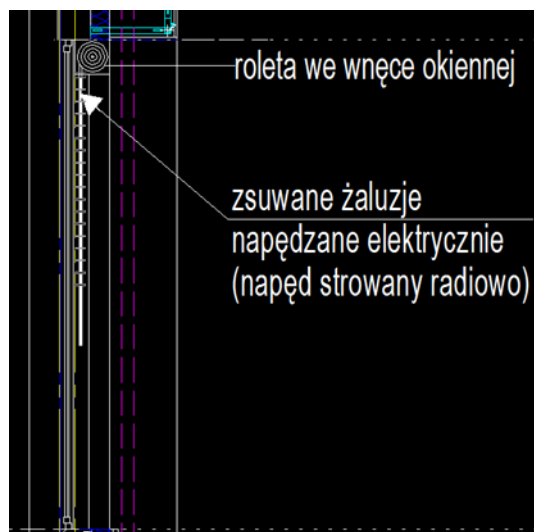 roleta we wnęce okiennej
zsuwane żaluzje
napędzane elektrycznie
(napęd strowany radiowo)